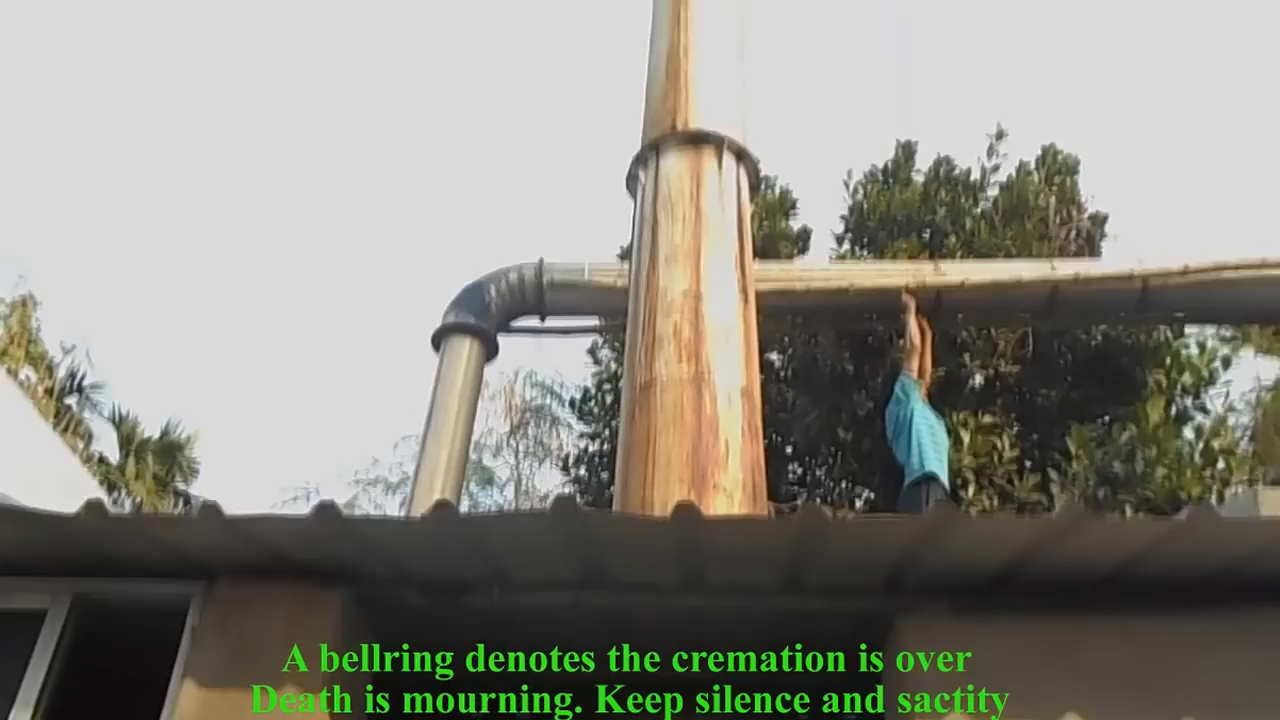 A bellring denotes the cremation is over
Death is mourning. Keep silence and sactity